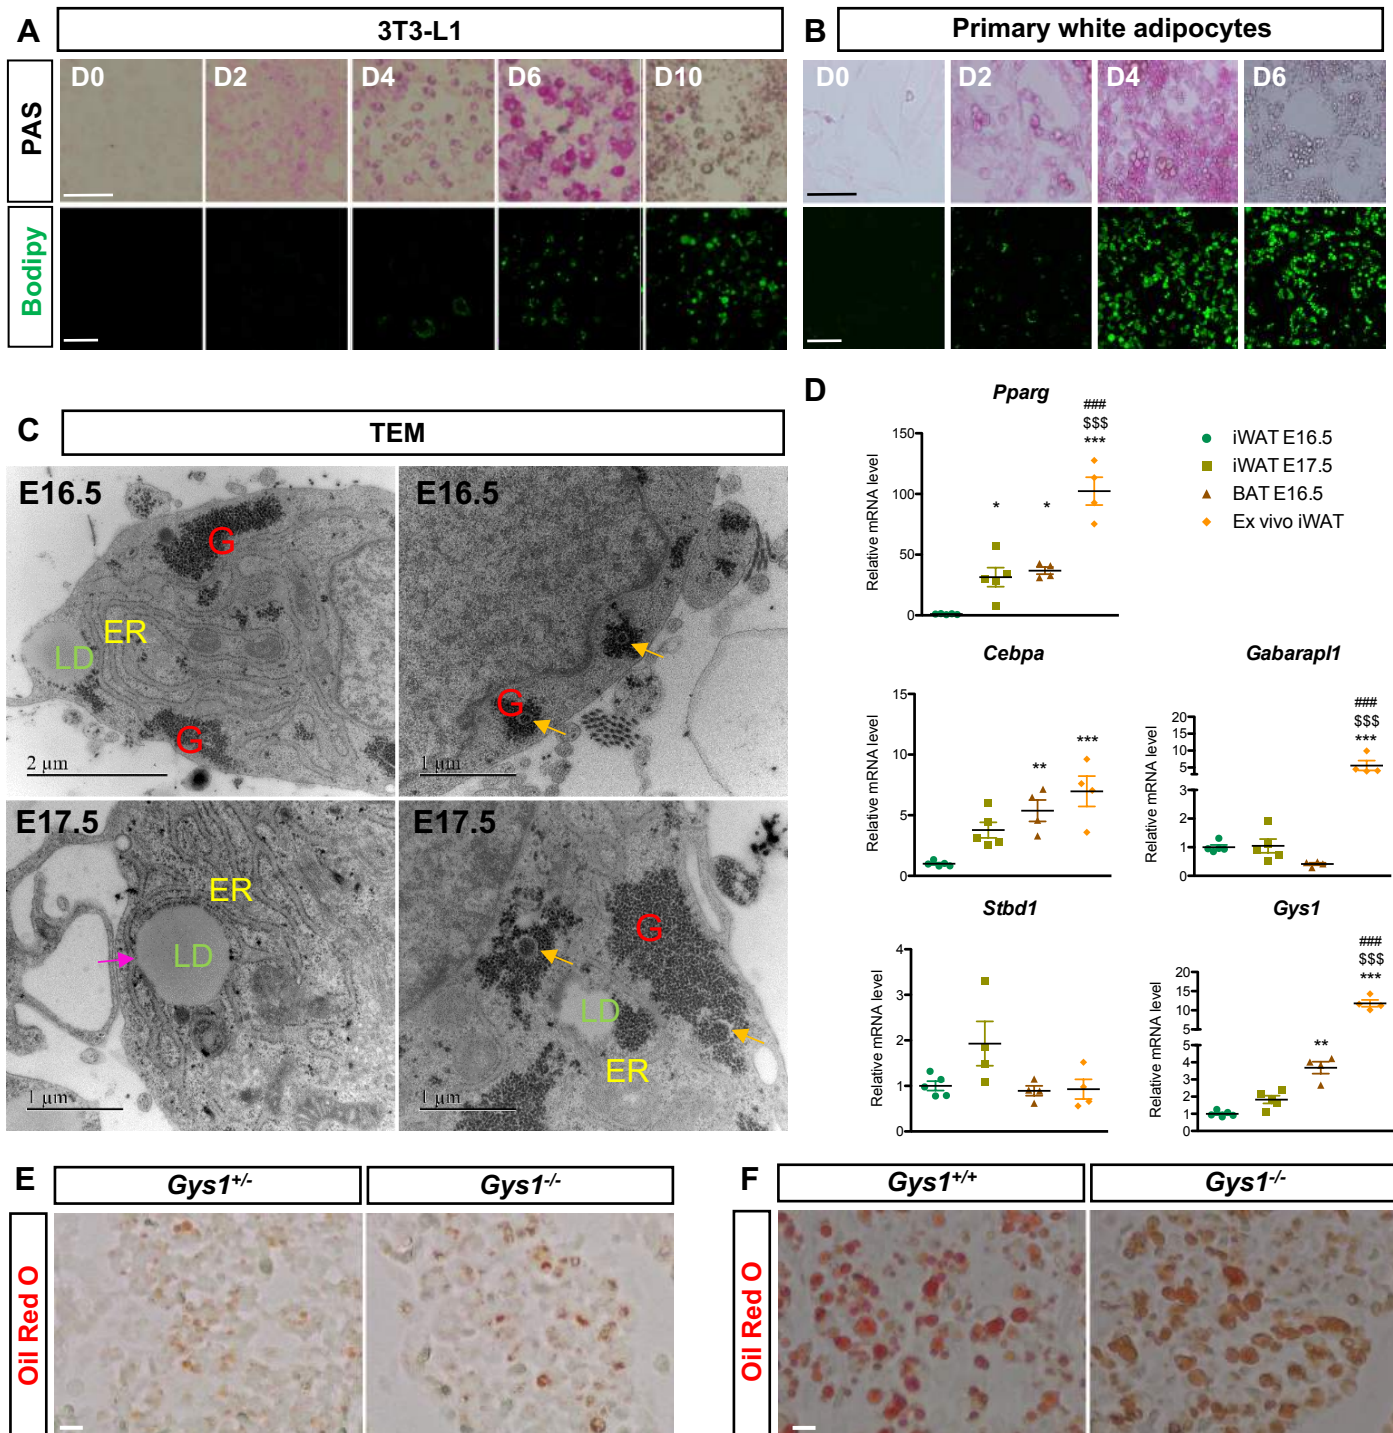 A
3T3-L1
PAS
D0
D2
D4
D6
D10
Bodipy
B
Primary white adipocytes
D0
D2
D4
D6
C
TEM
E16.5
G
ER
LD
G
2 µm
E16.5
G
1 µm
E17.5
ER
LD
1 µm
E17.5
G
LD
ER
1 µm
D
Pparg
Relative mRNA level
150
100
50
0
*
*
###
$$$
***
iWAT E16.5
iWAT E17.5
BAT E16.5
Ex vivo iWAT
Cebpa
Relative mRNA level
15
10
5
0
**
***
Gabarapl1
Relative mRNA level
20
15
10
5
3
2
1
0
###
$$$
***
Stbd1
Relative mRNA level
4
3
2
1
0
Gys1
Relative mRNA level
20
15
10
5
5
4
3
2
1
0
**
###
$$$
***
E
Gys1+/-
Gys1-/-
Oil Red O
F
Gys1+/+
Gys1-/-
Oil Red O